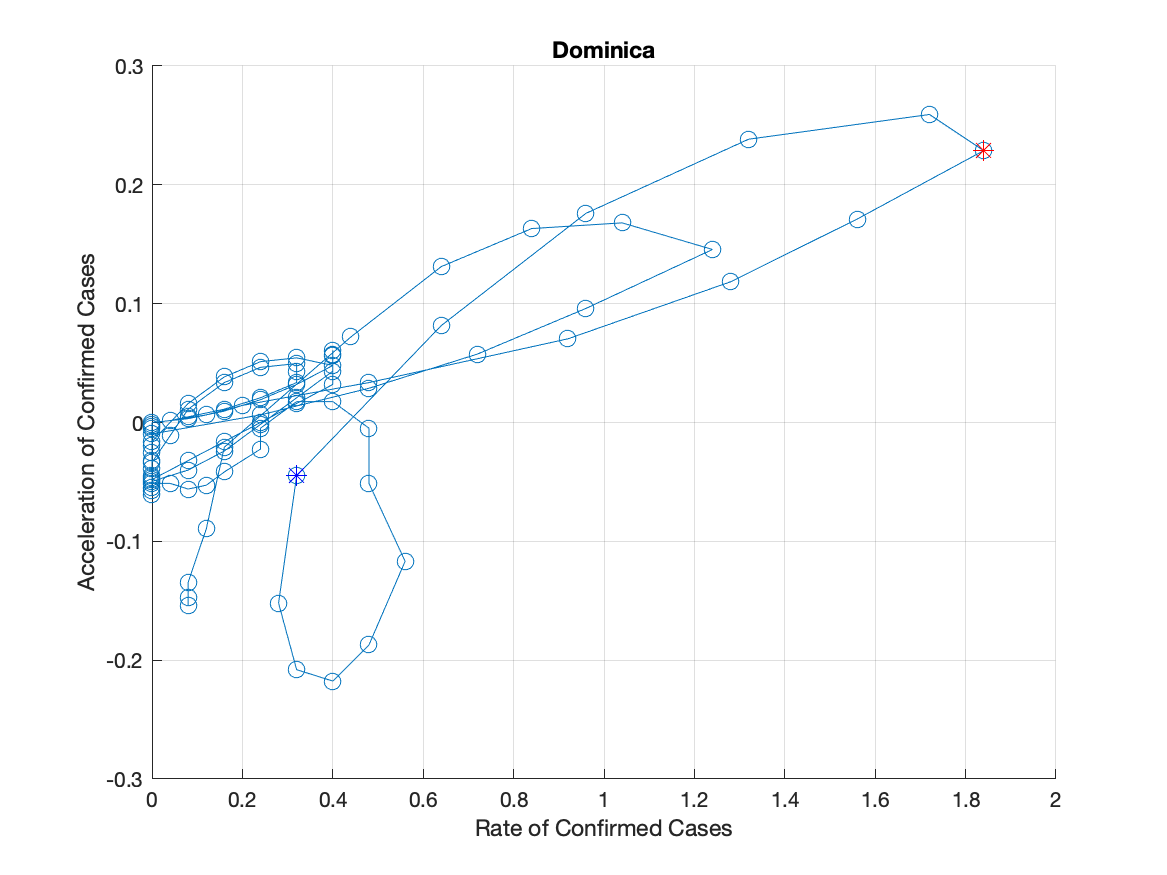 Dominica
0.3
0.2
0.1
0
-0.1
-0.2
-0.3
Acceleration of Confirmed Cases
0 0.2 0.4 0.6 0.8 1 1.2 1.4 1.6 1.8 2
Rate of Confirmed Cases